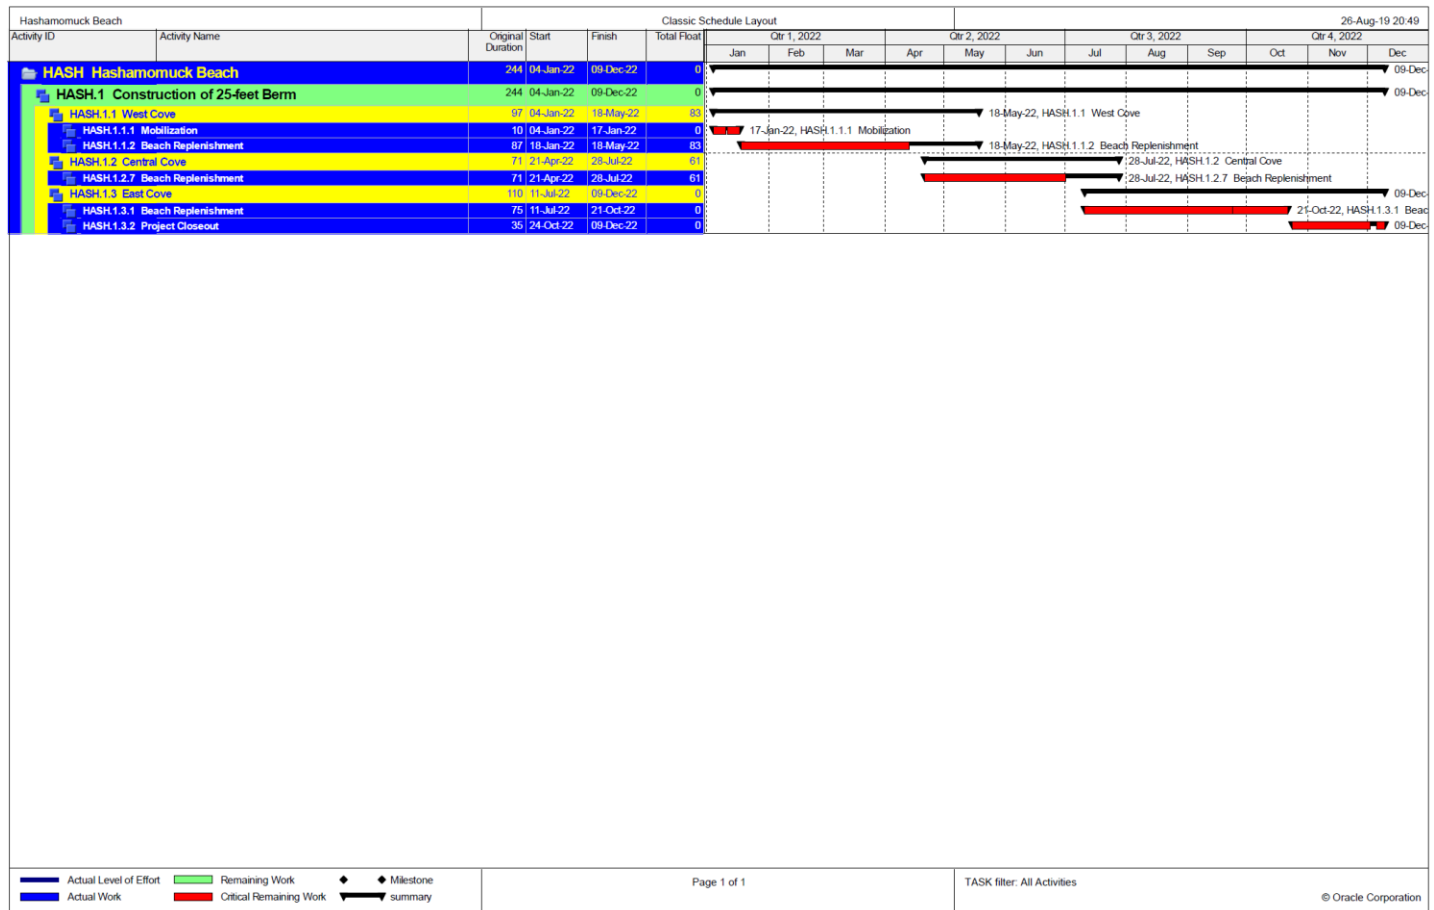 Hashamomuck Beach
Classic Schedule Layout
26-Aug-19 20:49
Activity ID Activity Name Original Duration Start Finish Total Float Qtr 1, 2022 Qtr 2, 2022 Qtr 3, 2022 Qtr 4, 2022
Jan Feb Mar Apr May Jun Jul Aug Sep Oct Nov Dec
HASH Hashamomuck Beach 244 04-Jan-22 09-Dec-22 0 09-Dec-
HASH.1 Construction of 25-feet Berm 244 04-Jan-22 09-Dec-22 0 09-Dec-
HASH.1.1 West Cove 97 04-Jan-22 18-May-22 83 18-May-22, HASH.1.1 West Cove
HASH.1.1.1 Mobilization 10 04-Jan-22 17-Jan-22 0 17-Jan-22, HASH.1.1.1 Mobilization
HASH.1.1.2 Beach Replenishment 87 18-Jan-22 18-May-22 83 18-May-22, HASH.1.1.2 Beach Replenishment
HASH.1.2 Central Cove 71 21-Apr-22 28-Jul-22 61 28-Jul-22, HASH.1.2 Central Cove
HASH.1.2.7 Beach Replenishment 71 21-Apr-22 28-Jul-22 61 28-Jul-22, HASH.1.2.7 Beach Replenishment
HASH.1.3 East Cove 110 11-Jul-22 09-Dec-22 0 09-Dec-
HASH.1.3.1 Beach Replenishment 75 11-Jul-22 21-Oct-22 0 21-Oct-22, HASH.1.3.1 Beac
HASH.1.3.2 Project Closeout 35 24-Oct-22 09-Dec-22 0 09-Dec-
Actual Level of Effort Remaining Work Milestone
Actual Work Critical Remaining Work summary
Page 1 of 1
TASK filter: All Activities
© Oracle Corporation